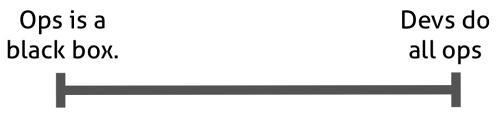 Ops is a
black box.
Devs do
all ops